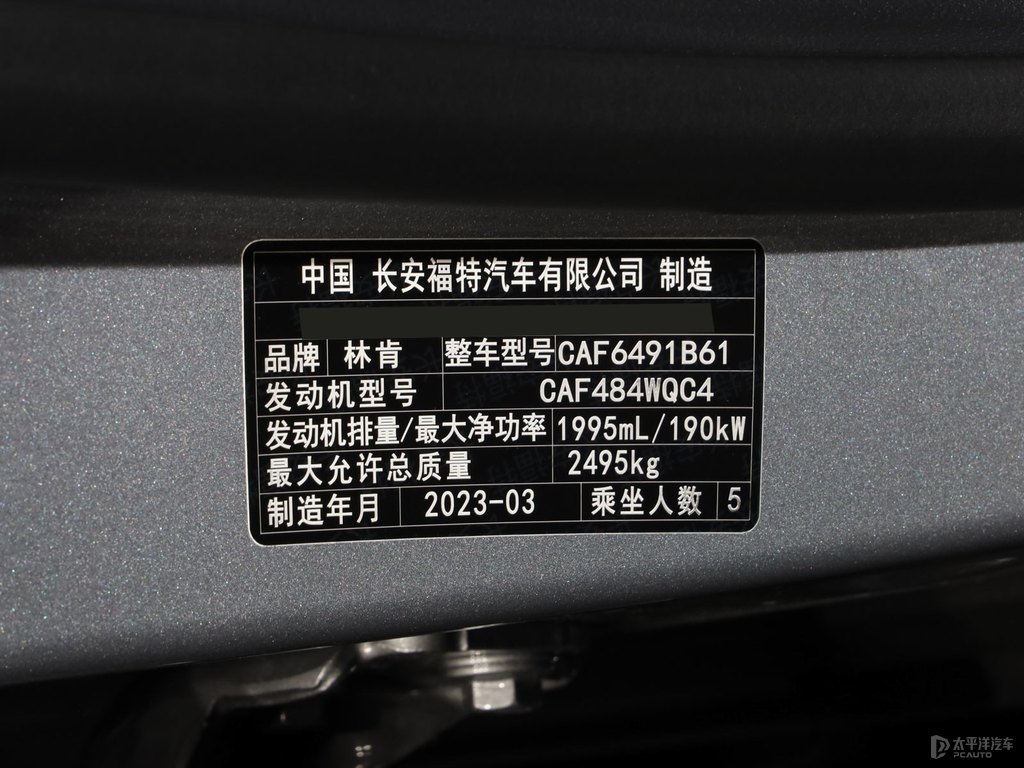 中国 长安福特汽车有限公司 制造
品牌 林肯 整车型号 CAF6491B61
发动机型号 CAF484WQC4
发动机排量/最大净功率 1995mL/190kW
最大允许总质量 2495kg
制造年月 2023-03 乘坐人数 5
太平洋汽车
PCAUTO